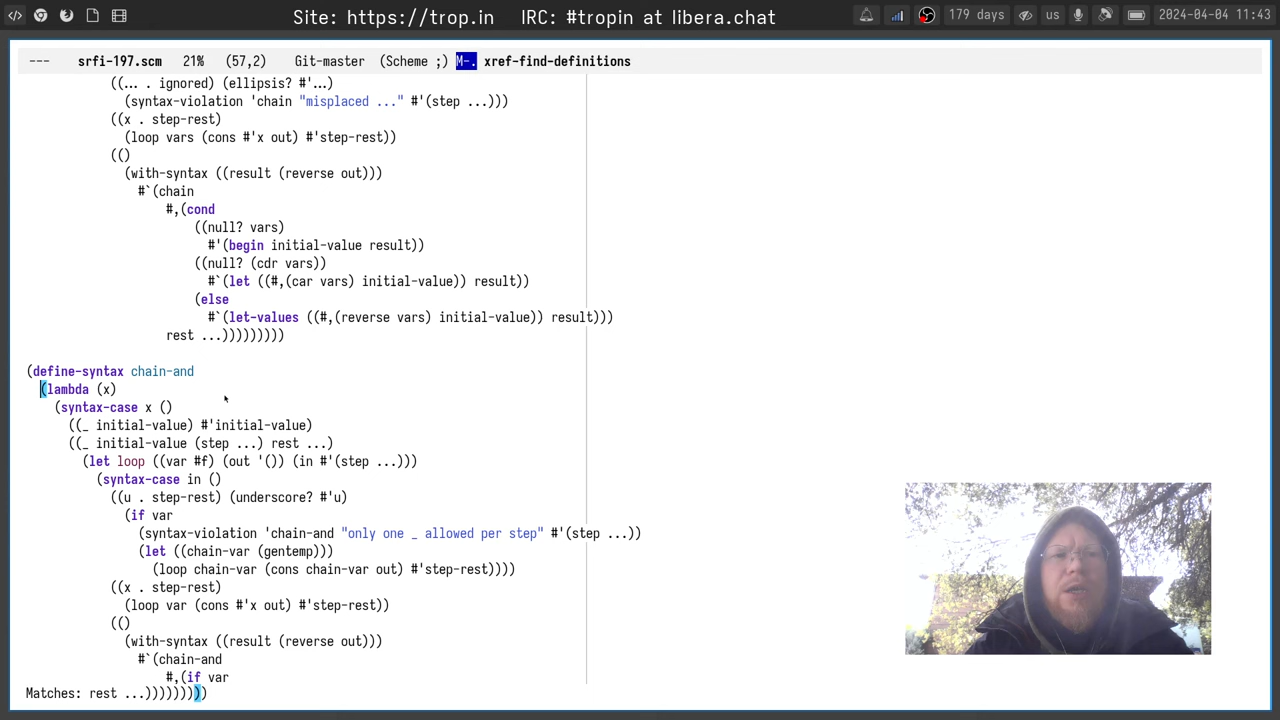 Site: https://trop.in   IRC: #tropin at libera.chat
179 days   us   2024-04-04 11:43
---   srfi-197.scm   21%   (57,2)   Git-master   (Scheme ;) M-. xref-find-definitions
((... . ignored) (ellipsis? #'...)
(syntax-violation 'chain "misplaced ..." #'(step ...)))
((x . step-rest)
(loop vars (cons #'x out) #'step-rest))
(()
(with-syntax ((result (reverse out)))
#`(chain
#,(cond
((null? vars)
#'(begin initial-value result))
((null? (cdr vars))
#`(let ((#,(car vars) initial-value)) result))
(else
#`(let-values ((#,(reverse vars) initial-value)) result)))
rest ...)))))))))
(define-syntax chain-and
(lambda (x)
(syntax-case x ()
((_ initial-value) #'initial-value)
((_ initial-value (step ...) rest ...)
(let loop ((var #f) (out '()) (in #'(step ...)))
(syntax-case in ()
((u . step-rest) (underscore? #'u)
(if var
(syntax-violation 'chain-and "only one _ allowed per step" #'(step ...))
(let ((chain-var (gentemp)))
(loop chain-var (cons chain-var out) #'step-rest))))
((x . step-rest)
(loop var (cons #'x out) #'step-rest))
(()
(with-syntax ((result (reverse out)))
#`(chain-and
#,(if var
Matches: rest ...)))))))))